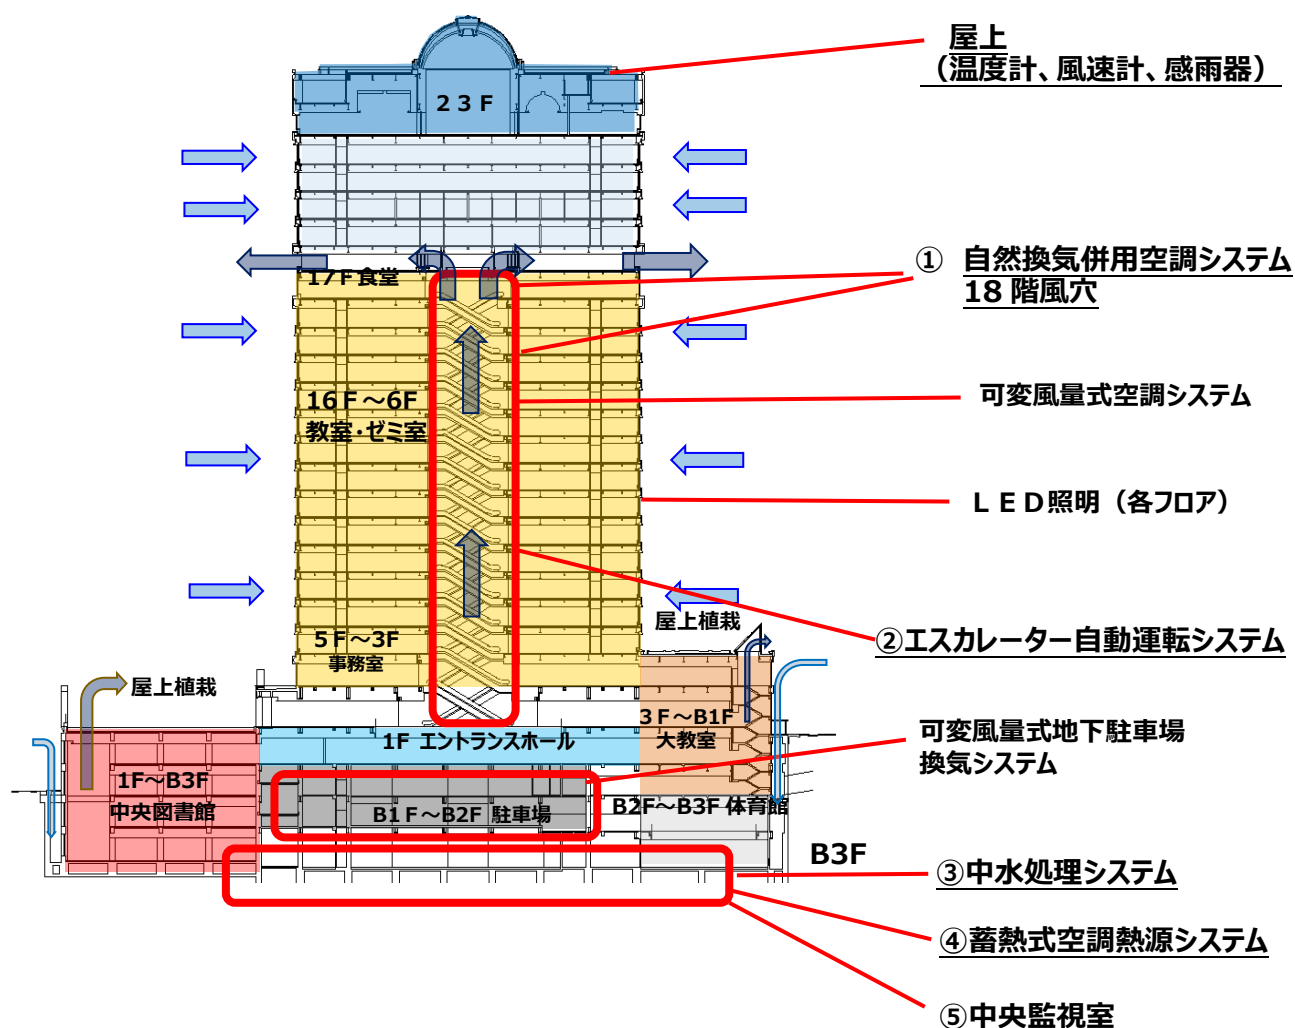 屋上
（温度計、風速計、感雨器）
２３Ｆ
① 自然換気併用空調システム
18 階風穴
17Ｆ食堂
可変風量式空調システム
16Ｆ～6F
教室・ゼミ室
ＬＥＤ照明（各フロア）
屋上植栽
②エスカレーター自動運転システム
５F～３F
事務室
屋上植栽
３F～B1F
大教室
可変風量式地下駐車場
換気システム
1F エントランスホール
1F～B3F
中央図書館
B1Ｆ～B2F 駐車場
B2F～B3F 体育館
B3F
③中水処理システム
④蓄熱式空調熱源システム
⑤中央監視室